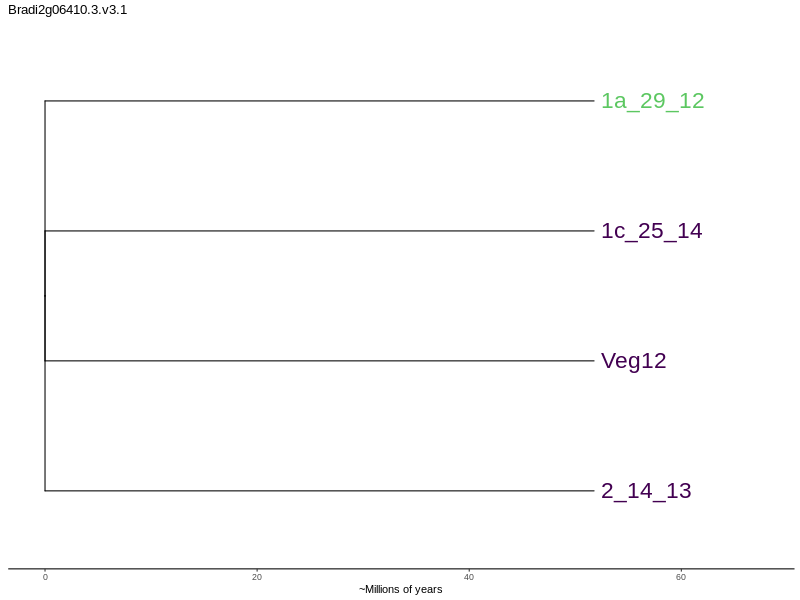 Bradi2g06410.3.v3.1
1a_29_12
1c_25_14
Veg12
2_14_13
0 20 40 60
~Millions of years